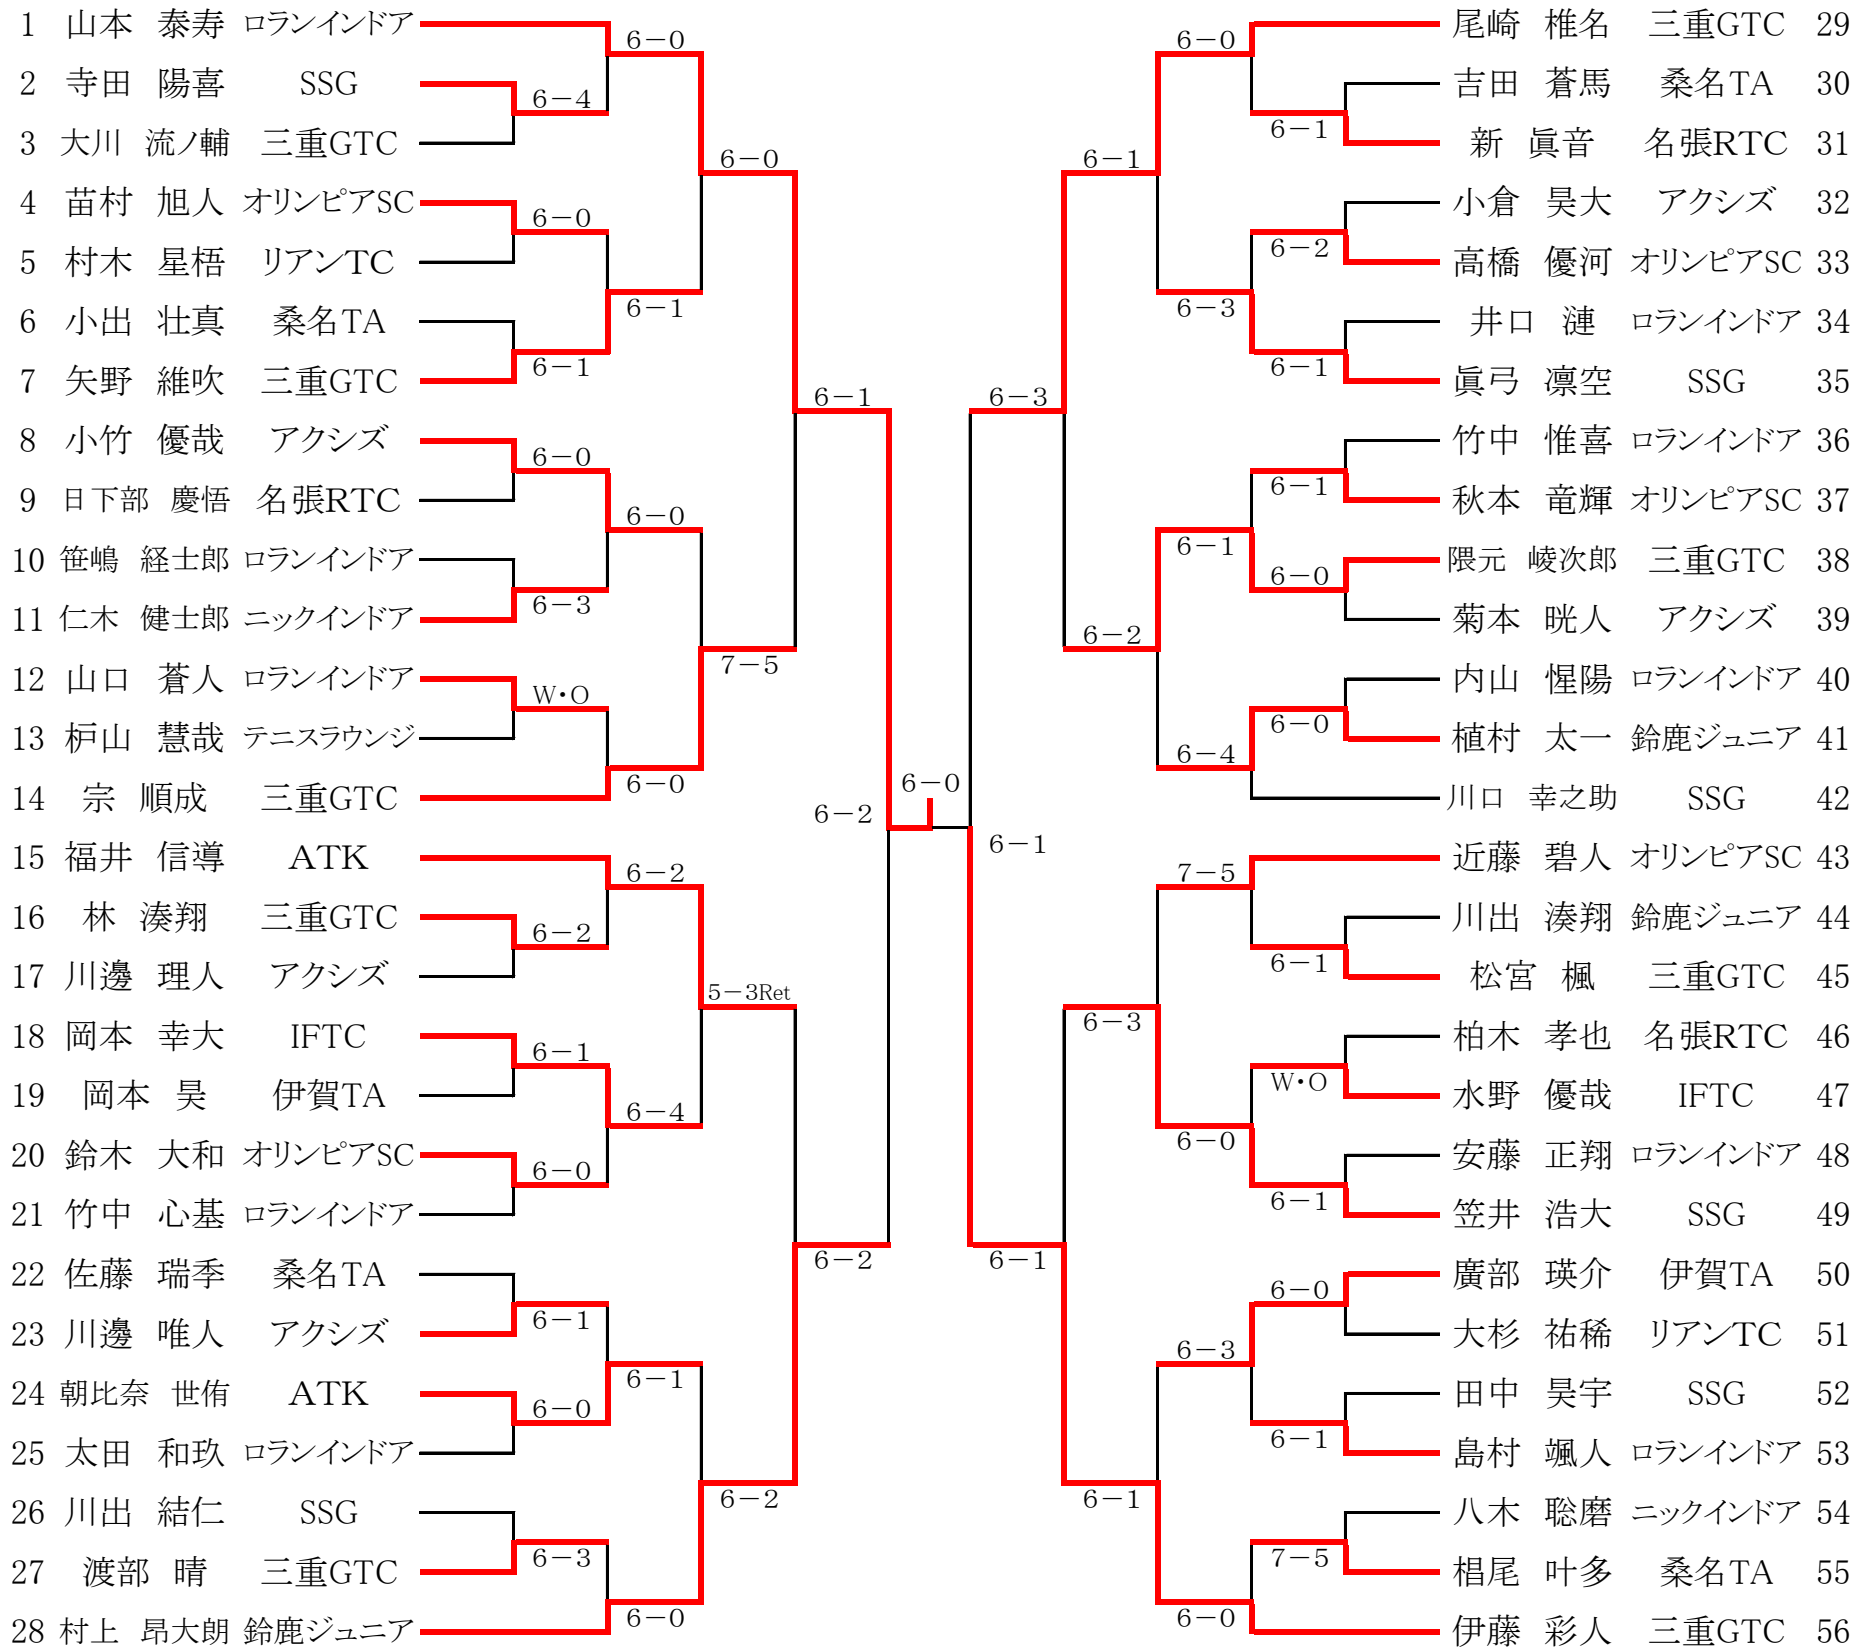 1 山本 泰寿 ロランインドア
2 寺田 陽喜 SSG
3 大川 流ノ輔 三重GTC
4 苗村 旭人 オリンピアSC
5 村木 星梧 リアンTC
6 小出 壮真 桑名TA
7 矢野 維吹 三重GTC
8 小竹 優哉 アクシズ
9 日下部 慶悟 名張RTC
10 笹嶋 経士郎 ロランインドア
11 仁木 健士郎 ニックインドア
12 山口 蒼人 ロランインドア
13 枦山 慧哉 テニスラウンジ
14 宗 順成 三重GTC
15 福井 信導 ATK
16 林 湊翔 三重GTC
17 川邊 理人 アクシズ
18 岡本 幸大 IFTC
19 岡本 昊 伊賀TA
20 鈴木 大和 オリンピアSC
21 竹中 心基 ロランインドア
22 佐藤 瑞季 桑名TA
23 川邊 唯人 アクシズ
24 朝比奈 世侑 ATK
25 太田 和玖 ロランインドア
26 川出 結仁 SSG
27 渡部 晴 三重GTC
28 村上 昂大朗 鈴鹿ジュニア
6-4
6-0
6-1
6-0
6-3
W・O
6-2
6-1
6-0
6-1
6-0
6-3
6-0
6-1
6-0
6-0
6-2
6-4
6-1
6-0
6-0
7-5
5-3Ret
6-2
6-1
6-2
6-2
6-0
6-1
6-3
6-1
6-1
6-2
6-3
6-1
6-0
6-3
6-1
6-4
7-5
6-0
6-3
6-0
6-1
6-2
6-1
6-1
6-0
6-0
6-1
W・O
6-1
6-0
6-1
7-5
尾崎 椎名 三重GTC 29
吉田 蒼馬 桑名TA 30
新 眞音 名張RTC 31
小倉 昊大 アクシズ 32
高橋 優河 オリンピアSC 33
井口 漣 ロランインドア 34
眞弓 凛空 SSG 35
竹中 惟喜 ロランインドア 36
秋本 竜輝 オリンピアSC 37
隈元 崚次郎 三重GTC 38
菊本 晄人 アクシズ 39
内山 惺陽 ロランインドア 40
植村 太一 鈴鹿ジュニア 41
川口 幸之助 SSG 42
近藤 碧人 オリンピアSC 43
川出 湊翔 鈴鹿ジュニア 44
松宮 楓 三重GTC 45
柏木 孝也 名張RTC 46
水野 優哉 IFTC 47
安藤 正翔 ロランインドア 48
笠井 浩大 SSG 49
廣部 瑛介 伊賀TA 50
大杉 祐稀 リアンTC 51
田中 昊宇 SSG 52
島村 颯人 ロランインドア 53
八木 聡磨 ニックインドア 54
椙尾 叶多 桑名TA 55
伊藤 彩人 三重GTC 56